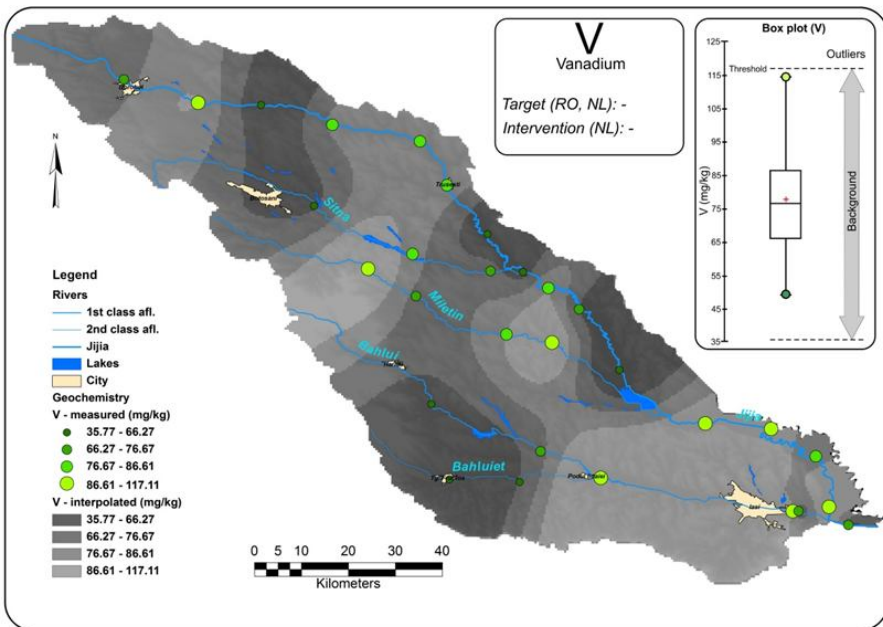 V
Vanadium
Target (RO, NL): -
Intervention (NL): -
Box plot (V)
Outliers
Threshold
125
115
105
95
85
75
65
55
45
35
V (mg/kg)
Background
N
Sitna
Miletin
Bahlui
Bahluiet
Jijia
Iasi
Legend
Rivers
1st class afl.
2nd class afl.
Jijia
Lakes
City
Geochemistry
V - measured (mg/kg)
35.77 - 66.27
66.27 - 76.67
76.67 - 86.61
86.61 - 117.11
V - interpolated (mg/kg)
35.77 - 66.27
66.27 - 76.67
76.67 - 86.61
86.61 - 117.11
0 5 10 20 30 40
Kilometers